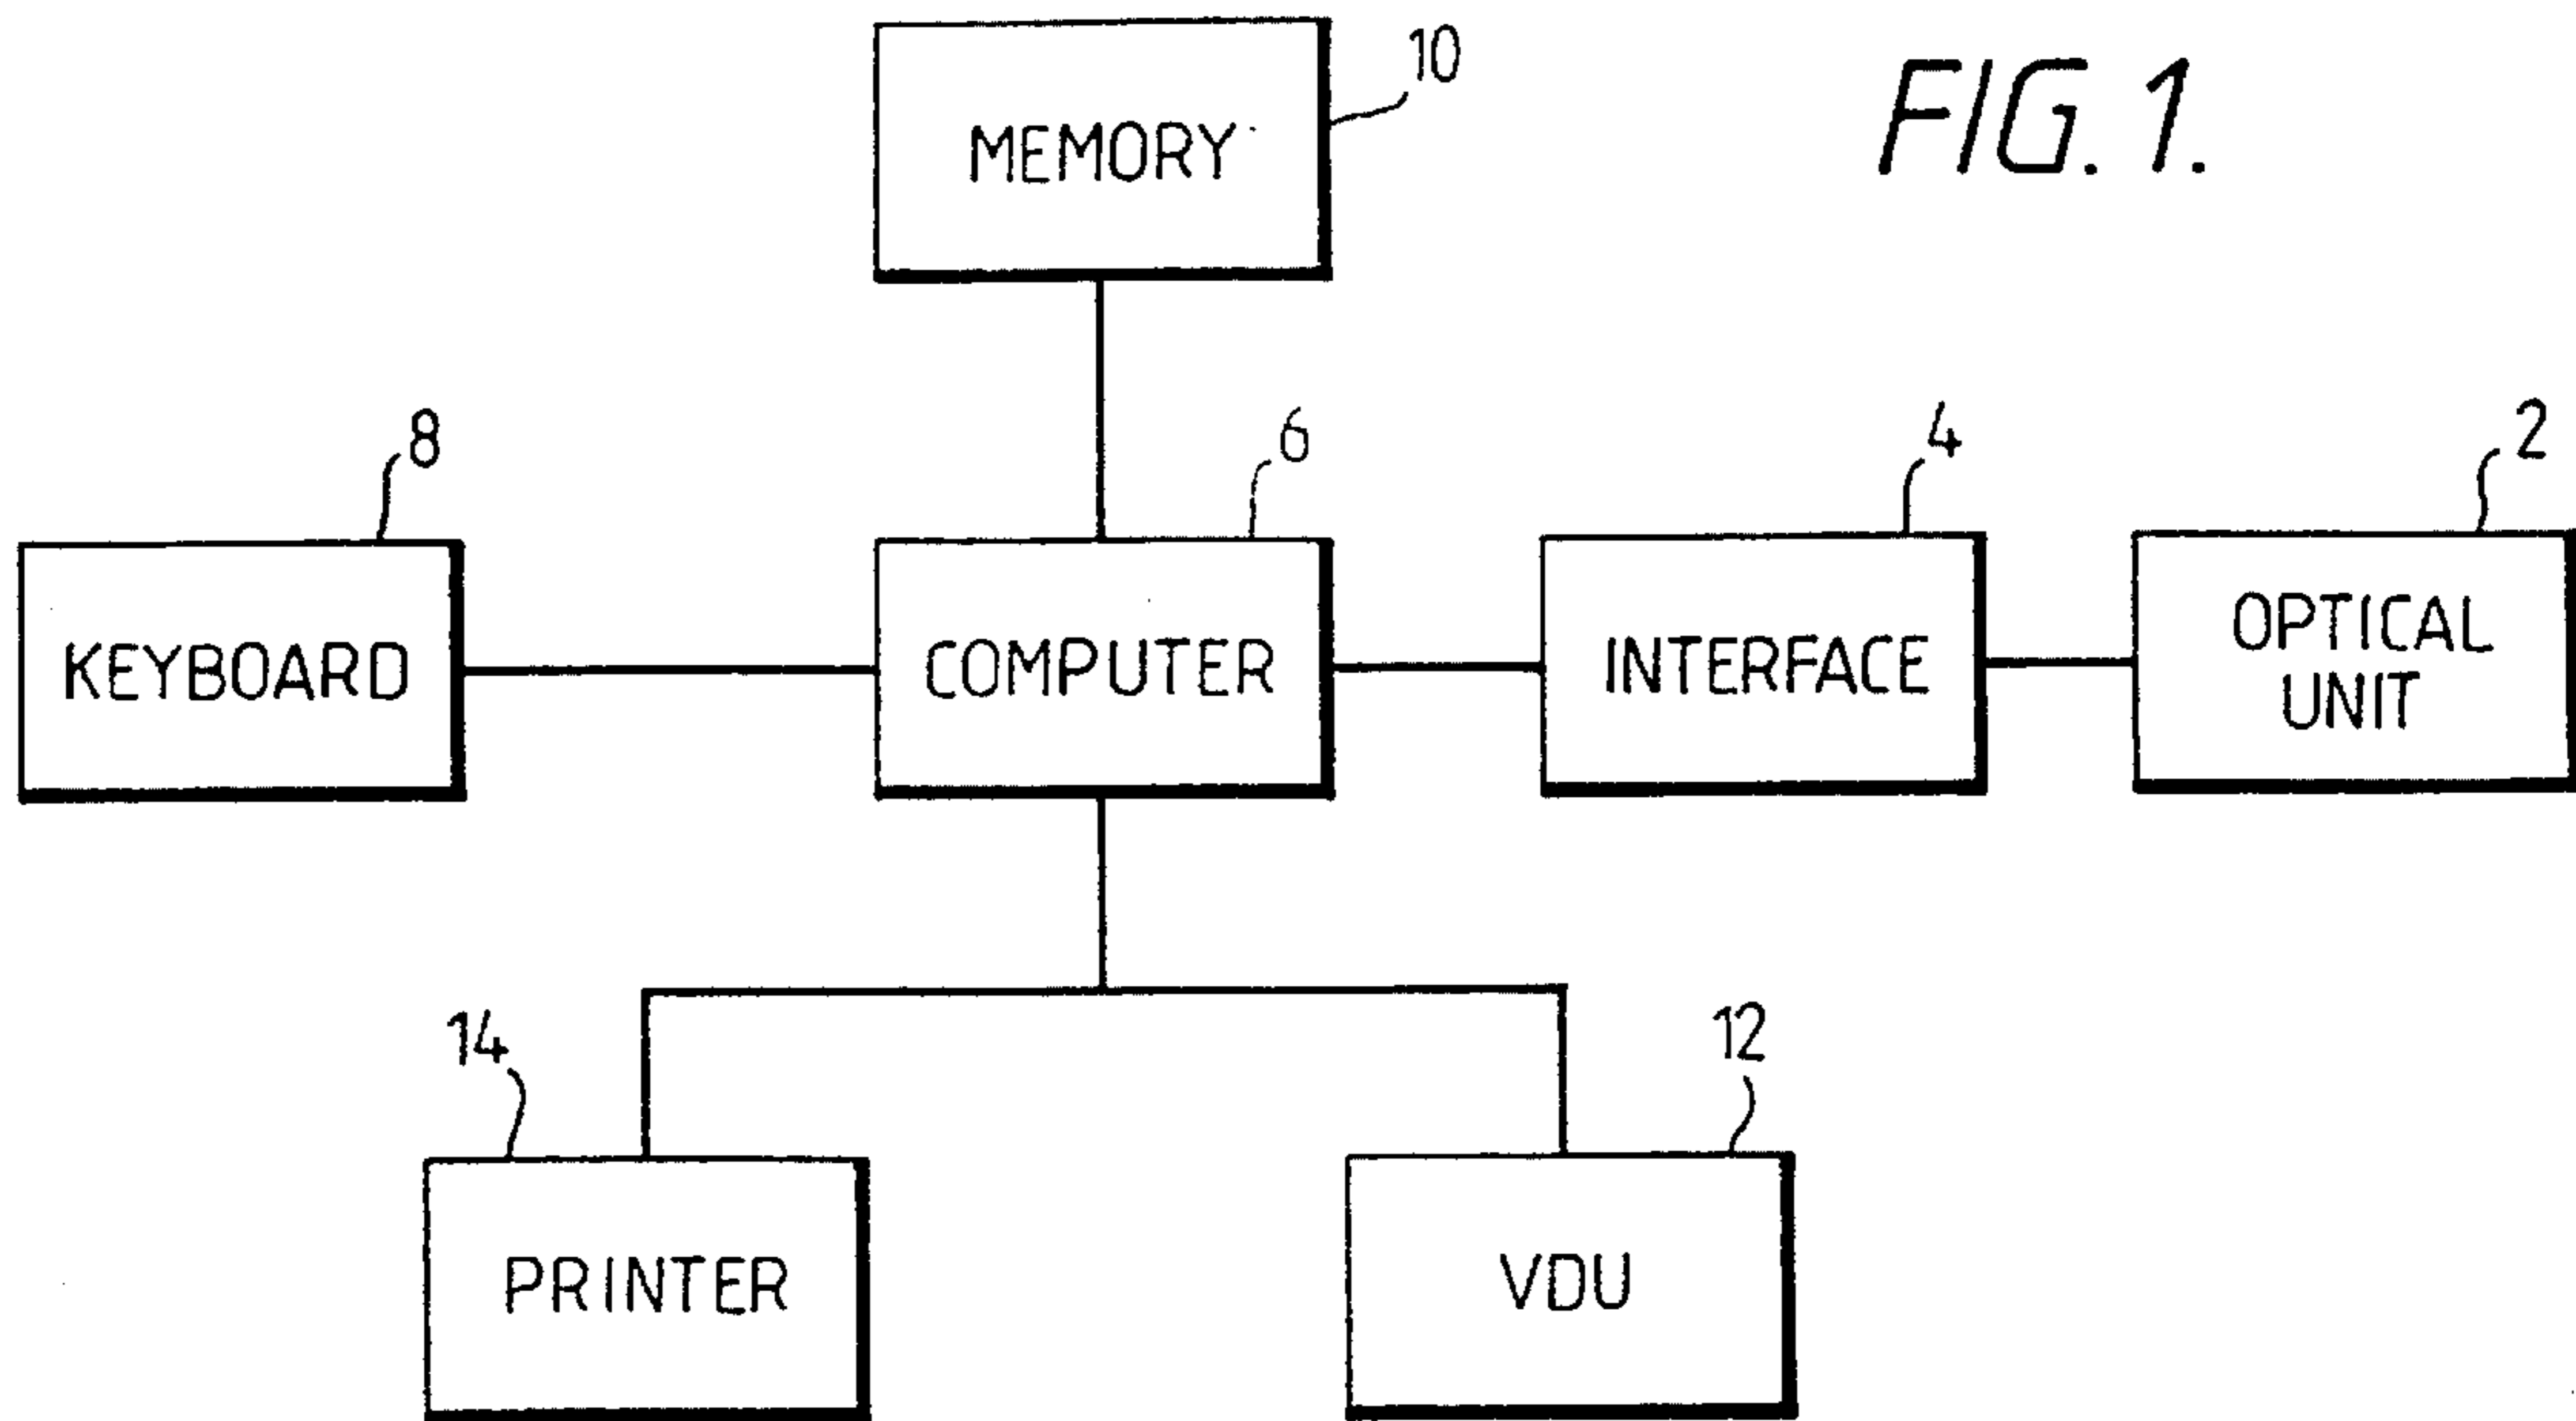 10
FIG. 1.
MEMORY
8
6
4
2
KEYBOARD
COMPUTER
INTERFACE
OPTICAL
UNIT
14
12
PRINTER
VDU